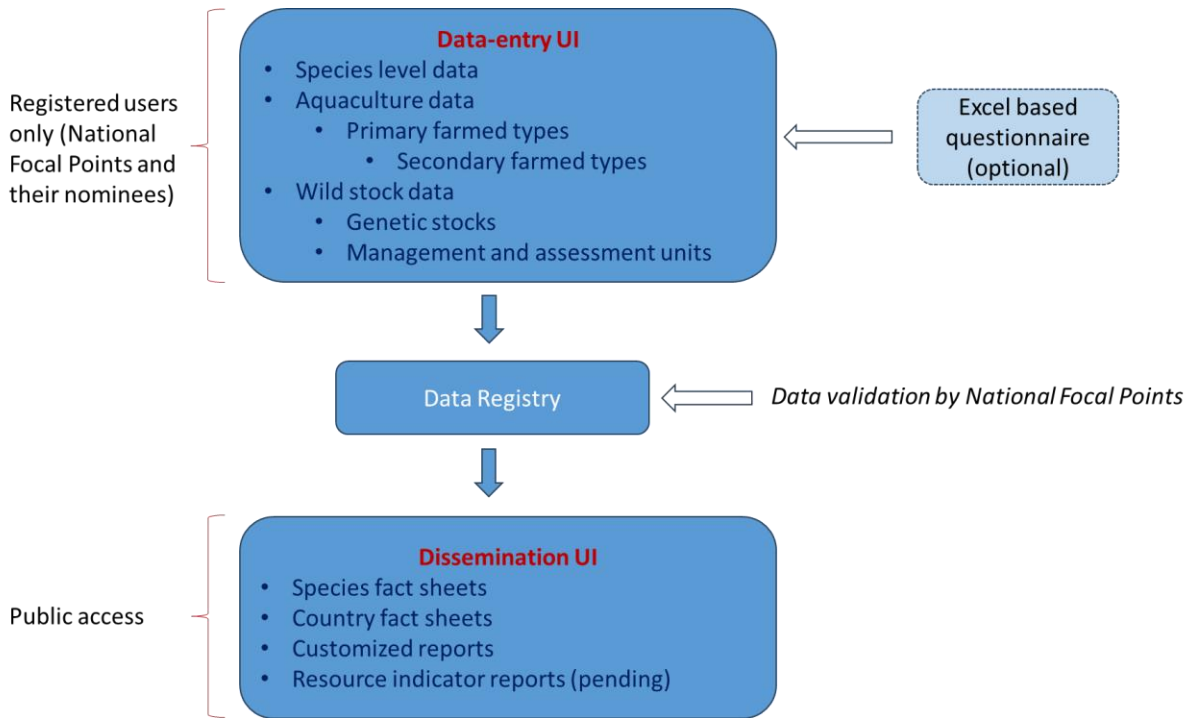 Data-entry UI
• Species level data
• Aquaculture data
• Primary farmed types
• Secondary farmed types
• Wild stock data
• Genetic stocks
• Management and assessment units
Registered users
only (National
Focal Points and
their nominees)
Excel based
questionnaire
(optional)
Data Registry
Data validation by National Focal Points
Dissemination UI
• Species fact sheets
• Country fact sheets
• Customized reports
• Resource indicator reports (pending)
Public access